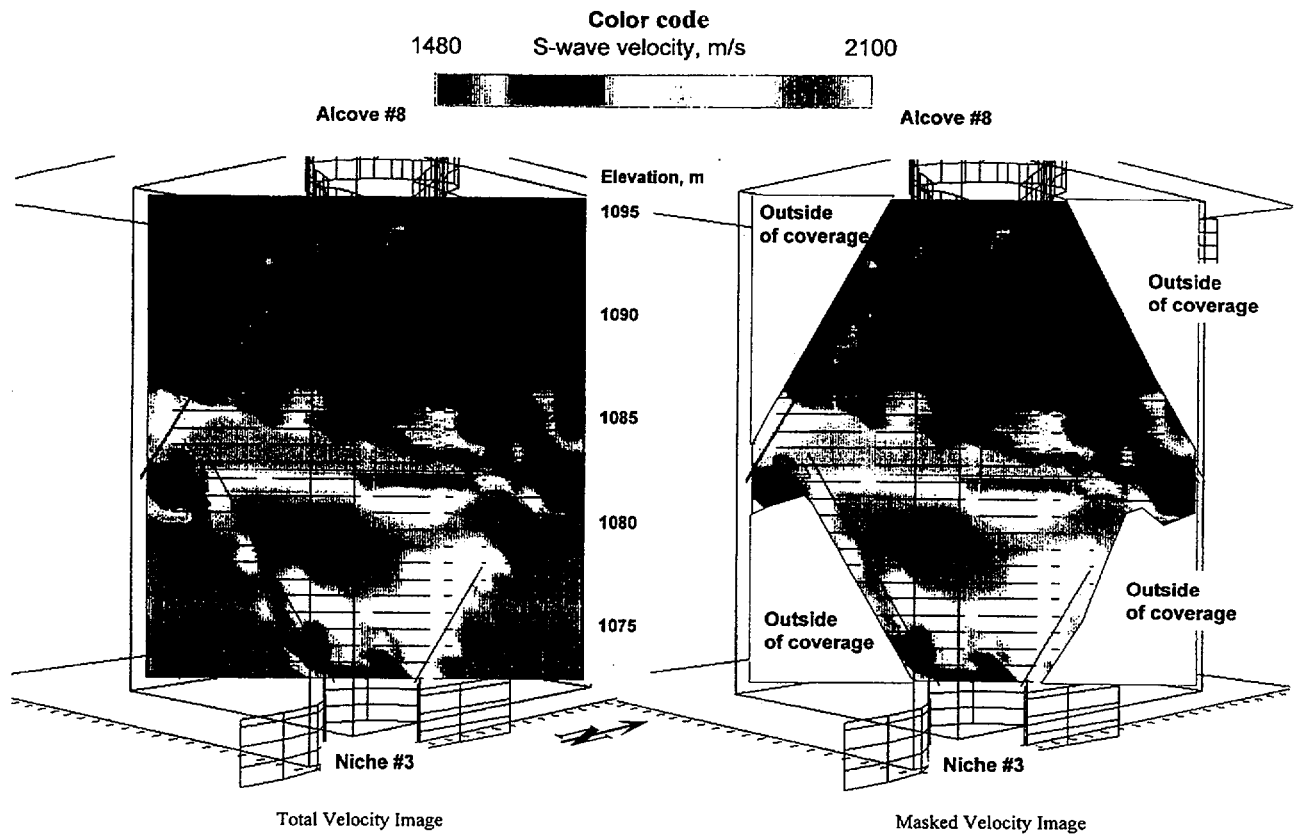 Color code
1480 S-wave velocity, m/s 2100
Alcove #8
Alcove #8
Elevation, m
1095
1090
1085
1080
1075
Outside
of coverage
Outside
of coverage
Outside
of coverage
Outside
of coverage
Niche #3
Niche #3
Total Velocity Image
Masked Velocity Image